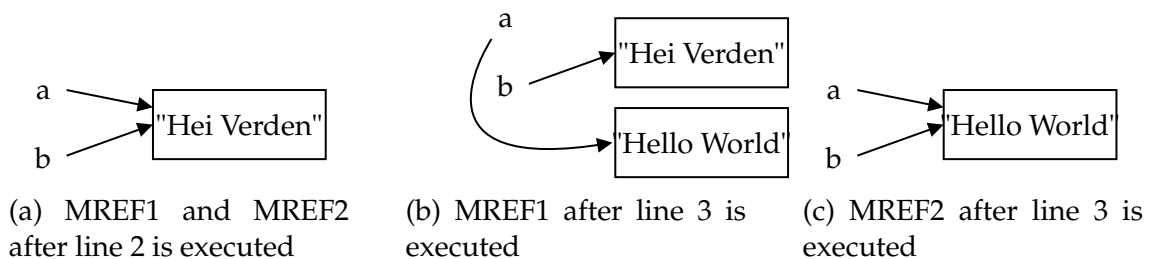 a
b
"Hei Verden"
(a) MREF1 and MREF2
after line 2 is executed
a
b
"Hei Verden"
"Hello World"
(b) MREF1 after line 3 is
executed
a
b
"Hello World"
(c) MREF2 after line 3 is
executed